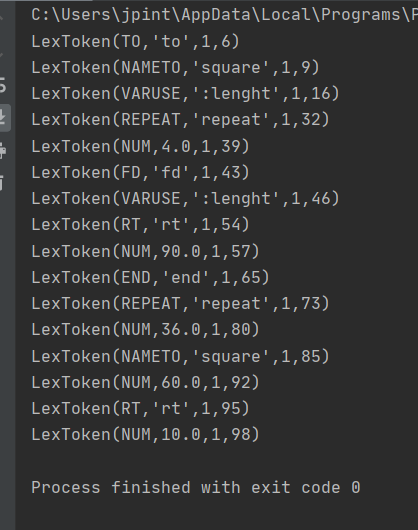 C:\Users\jpint\AppData\Local\Programs\P
LexToken(TO,'to',1,6)
LexToken(NAMETO,'square',1,9)
LexToken(VARUSE,':lenght',1,16)
LexToken(REPEAT,'repeat',1,32)
LexToken(NUM,4.0,1,39)
LexToken(FD,'fd',1,43)
LexToken(VARUSE,':lenght',1,46)
LexToken(RT,'rt',1,54)
LexToken(NUM,90.0,1,57)
LexToken(END,'end',1,65)
LexToken(REPEAT,'repeat',1,73)
LexToken(NUM,36.0,1,80)
LexToken(NAMETO,'square',1,85)
LexToken(NUM,60.0,1,92)
LexToken(RT,'rt',1,95)
LexToken(NUM,10.0,1,98)
Process finished with exit code 0